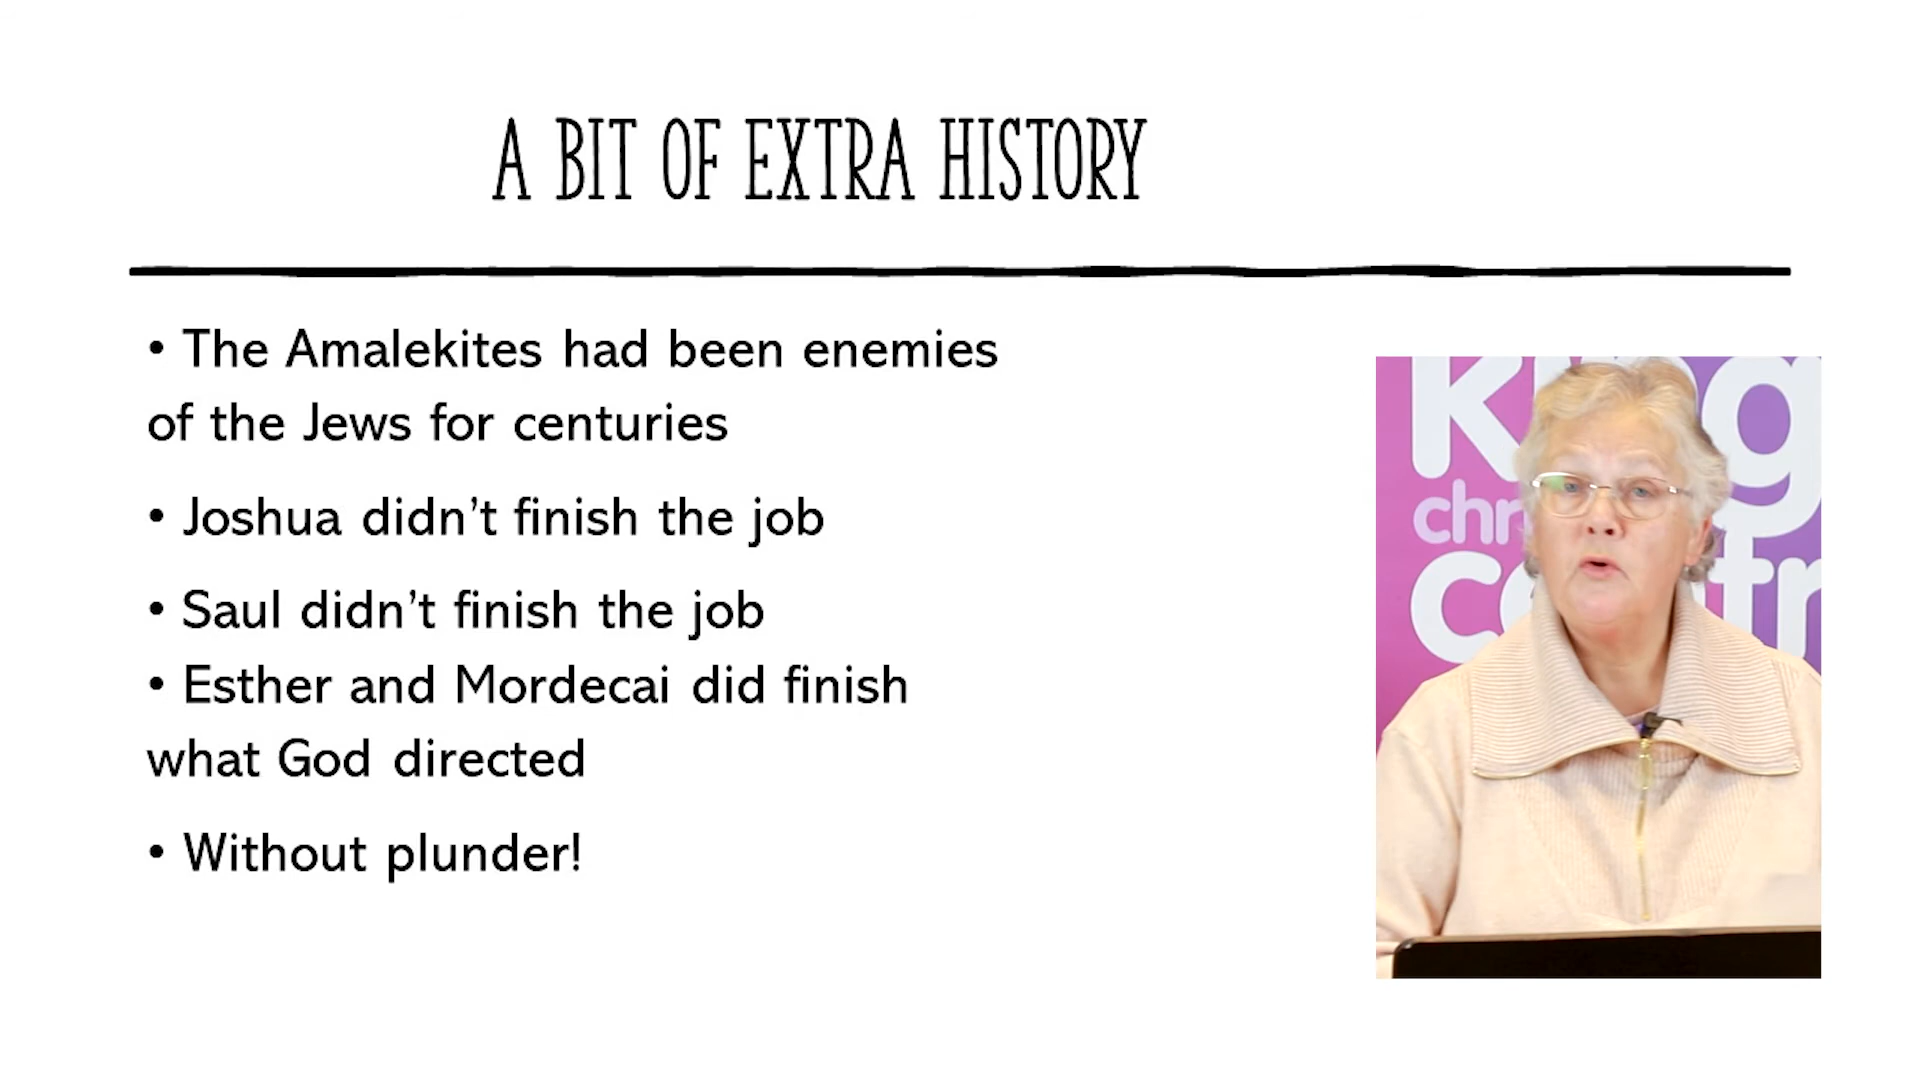 A BIT OF EXTRA HISTORY
• The Amalekites had been enemies
of the Jews for centuries
• Joshua didn’t finish the job
• Saul didn’t finish the job
• Esther and Mordecai did finish
what God directed
• Without plunder!